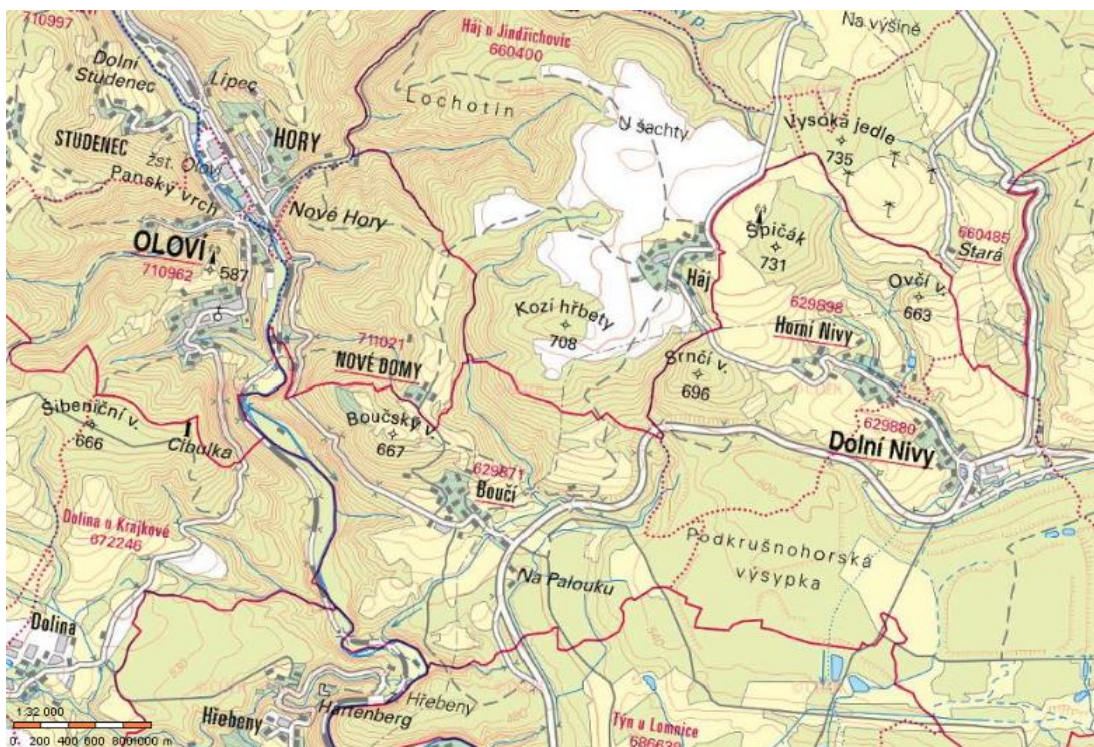 710997
Háj u Jindřichovic
660400
Na výšině
Dolní
Studenec
Lipec
Lochotín
N šachty
Vysoká jedle
735
STUDENEC
HORY
žst. Oloví
Panský vrch
Nové Hory
Špičák
731
660485
Stará
OLOVÍ
710962
587
Háj
Ovčí v.
663
629898
Horní Nivy
Kozí hřbety
708
711021
NOVÉ DOMY
Srnčí v.
696
Šibeniční v.
666
Cibulka
Boučský v.
667
629880
Dolní Nivy
629871
Boučí
Dolina u Krajkové
672246
Podkrušnohorská
výsypka
Na Palouku
Dolina
540
Hřebeny
Hartenberg
Hřebeny
Týn u Lomnice
686638
1:32 000
0 200 400 600 800 1000 m